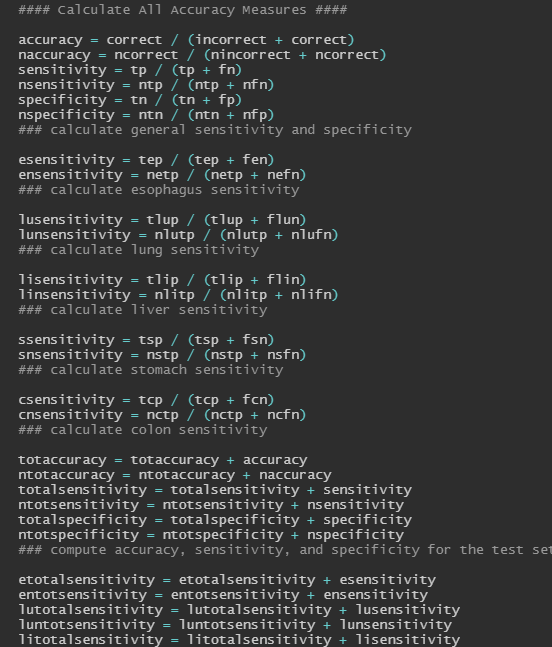 #### Calculate All Accuracy Measures ####
accuracy = correct / (incorrect + correct)
naccuracy = ncorrect / (nincorrect + ncorrect)
sensitivity = tp / (tp + fn)
nsensitivity = ntp / (ntp + nfn)
specificity = tn / (tn + fp)
nspecificity = ntn / (ntn + nfp)
### calculate general sensitivity and specificity
esensitivity = tep / (tep + fen)
ensensitivity = netp / (netp + nefn)
### calculate esophagus sensitivity
lusensitivity = tlup / (tlup + flun)
lunsensitivity = nlutp / (nlutp + nlufn)
### calculate lung sensitivity
lisensitivity = tlip / (tlip + flin)
linsensitivity = nlitp / (nlitp + nlifn)
### calculate liver sensitivity
ssensitivity = tsp / (tsp + fsn)
snsensitivity = nstp / (nstp + nsfn)
### calculate stomach sensitivity
csensitivity = tcp / (tcp + fcn)
cnsensitivity = nctp / (nctp + ncfn)
### calculate colon sensitivity
totaccuracy = totaccuracy + accuracy
ntotaccuracy = ntotaccuracy + naccuracy
totalsensitivity = totalsensitivity + sensitivity
ntotsensitivity = ntotsensitivity + nsensitivity
totalspecificity = totalspecificity + specificity
ntotspecificity = ntotspecificity + nspecificity
### compute accuracy, sensitivity, and specificity for the test set
etotalsensitivity = etotalsensitivity + esensitivity
entotsensitivity = entotsensitivity + ensensitivity
lutotalsensitivity = lutotalsensitivity + lusensitivity
luntotsensitivity = luntotsensitivity + lunsensitivity
litotalsensitivity = litotalsensitivity + lisensitivity